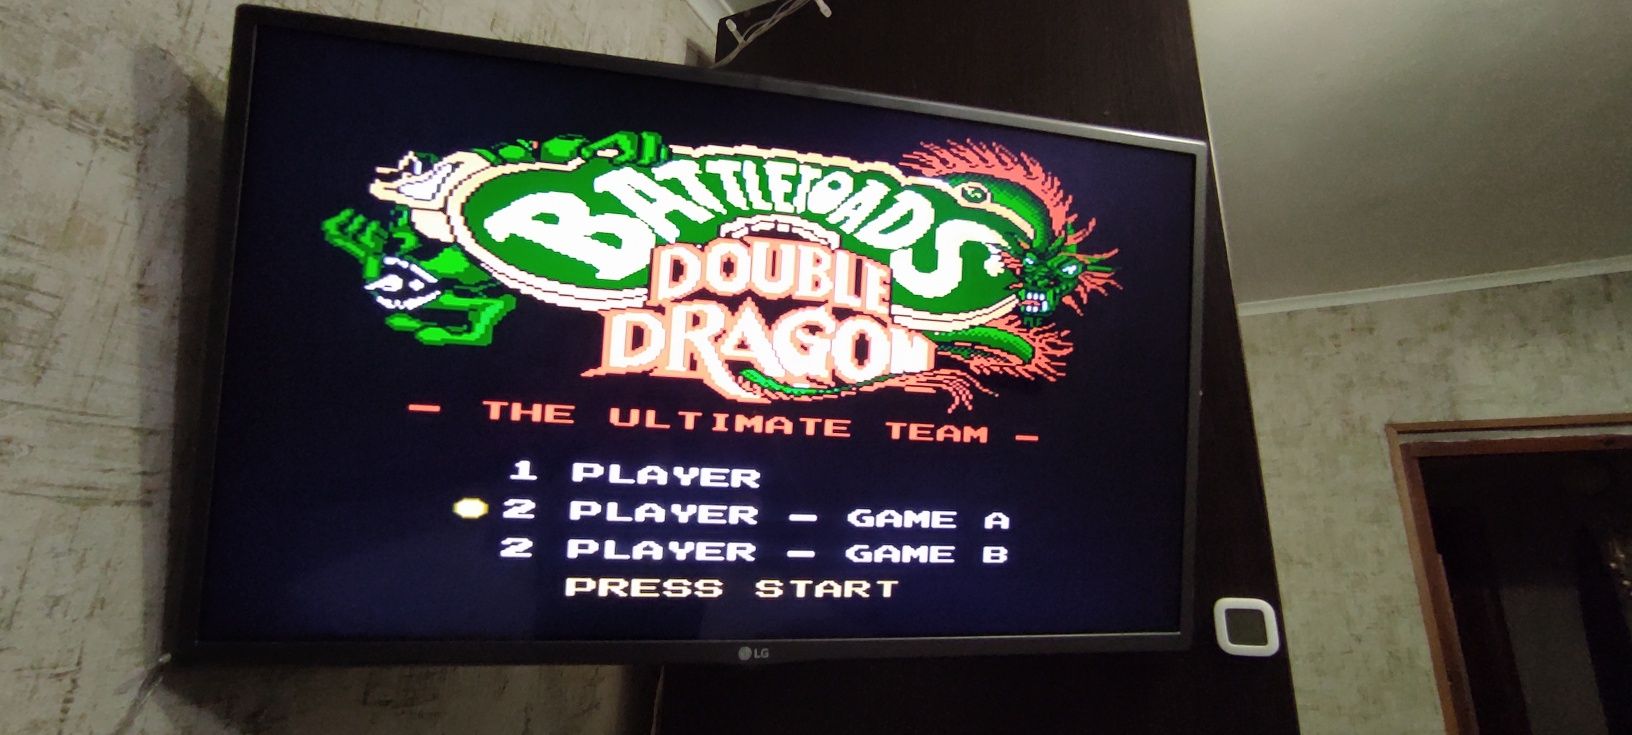 BATTLETOADS
DOUBLE
DRAGON
- THE ULTIMATE TEAM -
1 PLAYER
2 PLAYER - GAME A
2 PLAYER - GAME B
PRESS START
LG